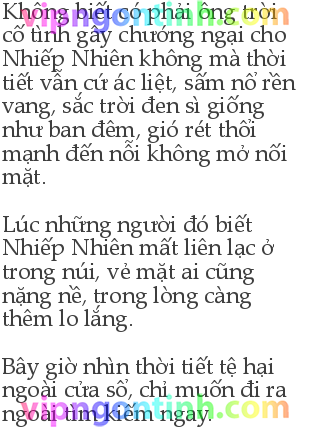 vipngontinh.com
Không biết có phải ông trời
cố tình gây chướng ngại cho
Nhiếp Nhiên không mà thời
tiết vẫn cứ ác liệt, sấm nổ rền
vang, sắc trời đen sì giống
như ban đêm, gió rét thổi
mạnh đến nỗi không mở nối
mặt.
Lúc những người đó biết
Nhiếp Nhiên mất liên lạc ở
trong núi, vẻ mặt ai cũng
nặng nề, trong lòng càng
thêm lo lắng.
Bây giờ nhìn thời tiết tệ hại
ngoài cửa sổ, chỉ muốn đi ra
ngoài tìm kiếm ngay.
vipngontinh.com